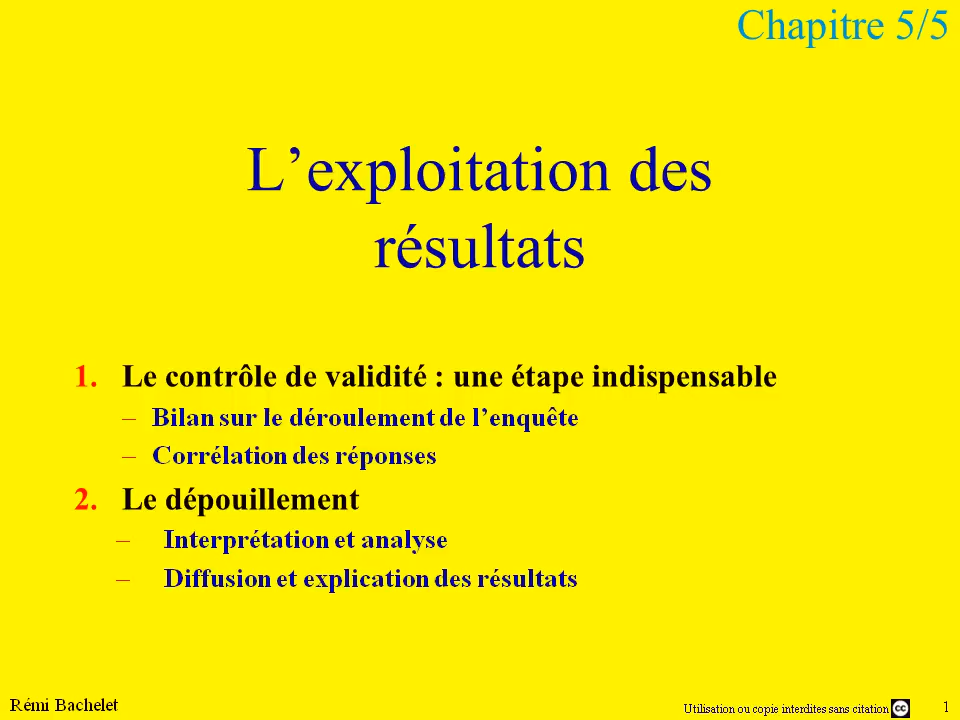 Chapitre 5/5
L’exploitation des
résultats
1. Le contrôle de validité : une étape indispensable
– Bilan sur le déroulement de l’enquête
– Corrélation des réponses
2. Le dépouillement
– Interprétation et analyse
– Diffusion et explication des résultats
Rémi Bachelet
Utilisation ou copie interdites sans citation cc 1